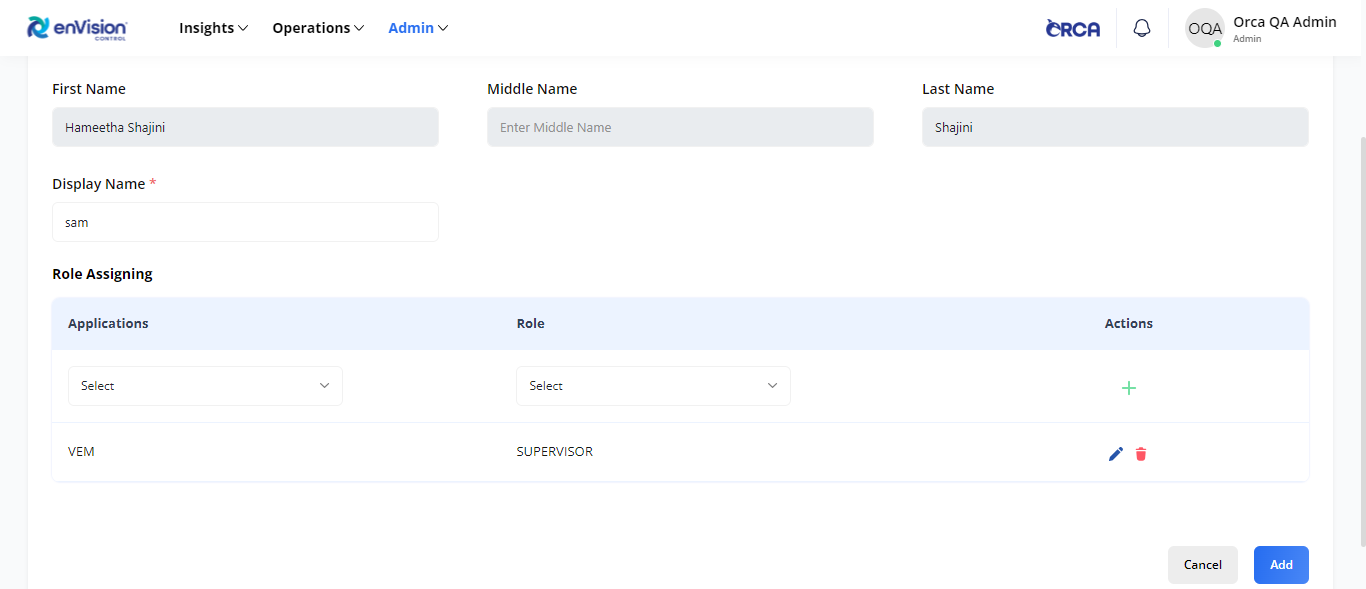 enVision
CONTROL
Insights Operations Admin
ORCA
OQA
Orca QA Admin
Admin
First Name Middle Name Last Name
Hameetha Shajini Enter Middle Name Shajini
Display Name *
sam
Role Assigning
Applications Role Actions
Select Select
VEM SUPERVISOR
Cancel Add